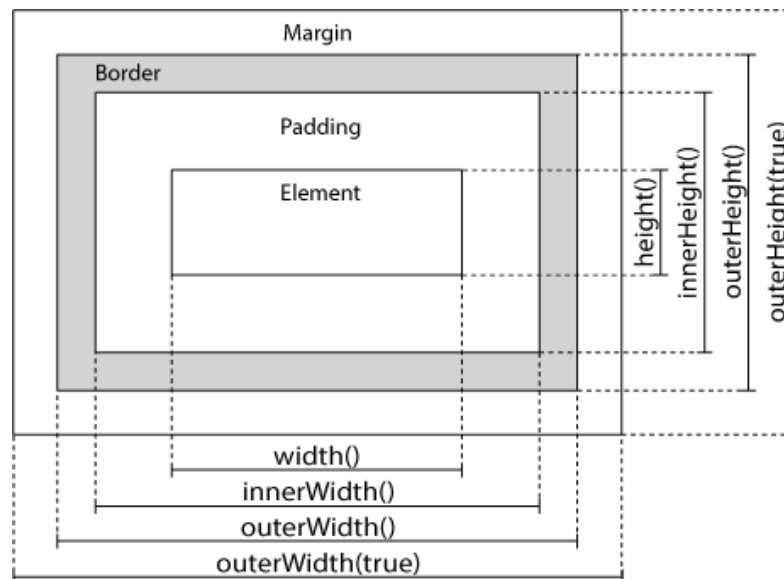 Margin
Border
Padding
Element
height()
innerHeight()
outerHeight()
outerHeight(true)
width()
innerWidth()
outerWidth()
outerWidth(true)